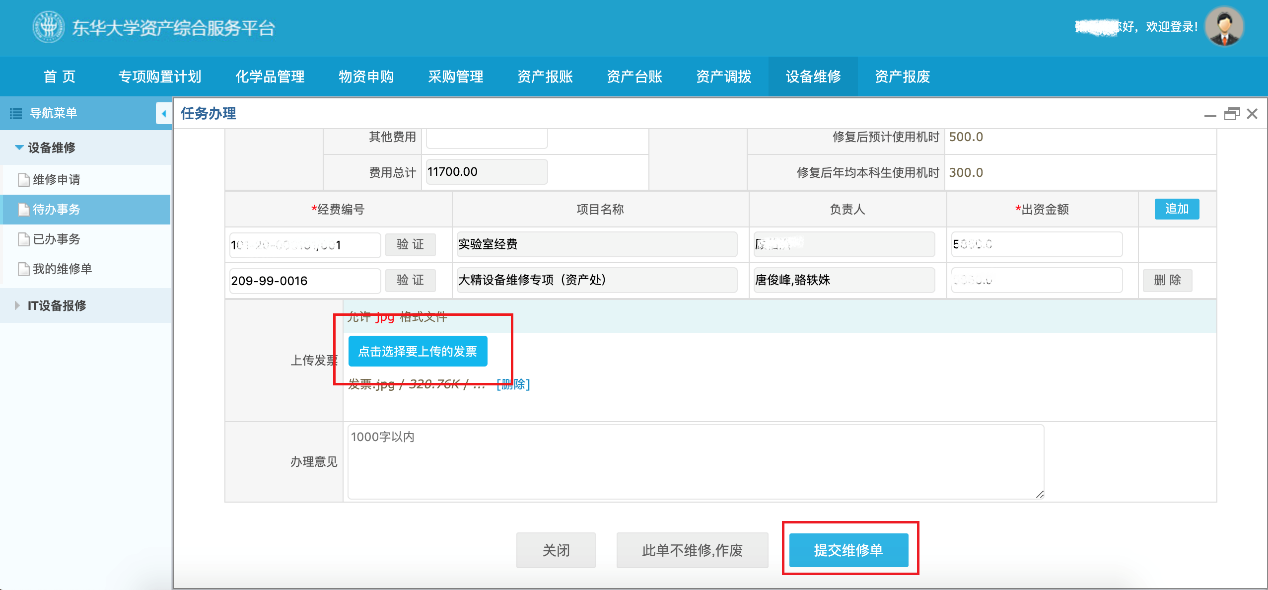 东华大学资产综合服务平台
好，欢迎登录!
首 页 专项购置计划 化学品管理 物资申购 采购管理 资产报账 资产台账 资产调拨 设备维修 资产报废
导航菜单
任务办理
设备维修
维修申请
待办事务
已办事务
我的维修单
IT设备报修
其他费用 修复后预计使用机时 500.0
费用总计 11700.00 修复后年均本科生使用机时 300.0
*经费编号 项目名称 负责人 *出资金额 追加
验 证 实验室经费
209-99-0016 验 证 大精设备维修专项（资产处） 唐俊峰,骆轶姝 删 除
允许 jpg 格式文件
上传发票 点击选择要上传的发票
发票.jpg / 320.76K / ... [删除]
办理意见 1000字以内
关闭 此单不维修,作废 提交维修单